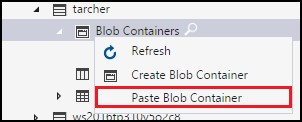 tarcher
Blob Containers
Refresh
Create Blob Container
Paste Blob Container